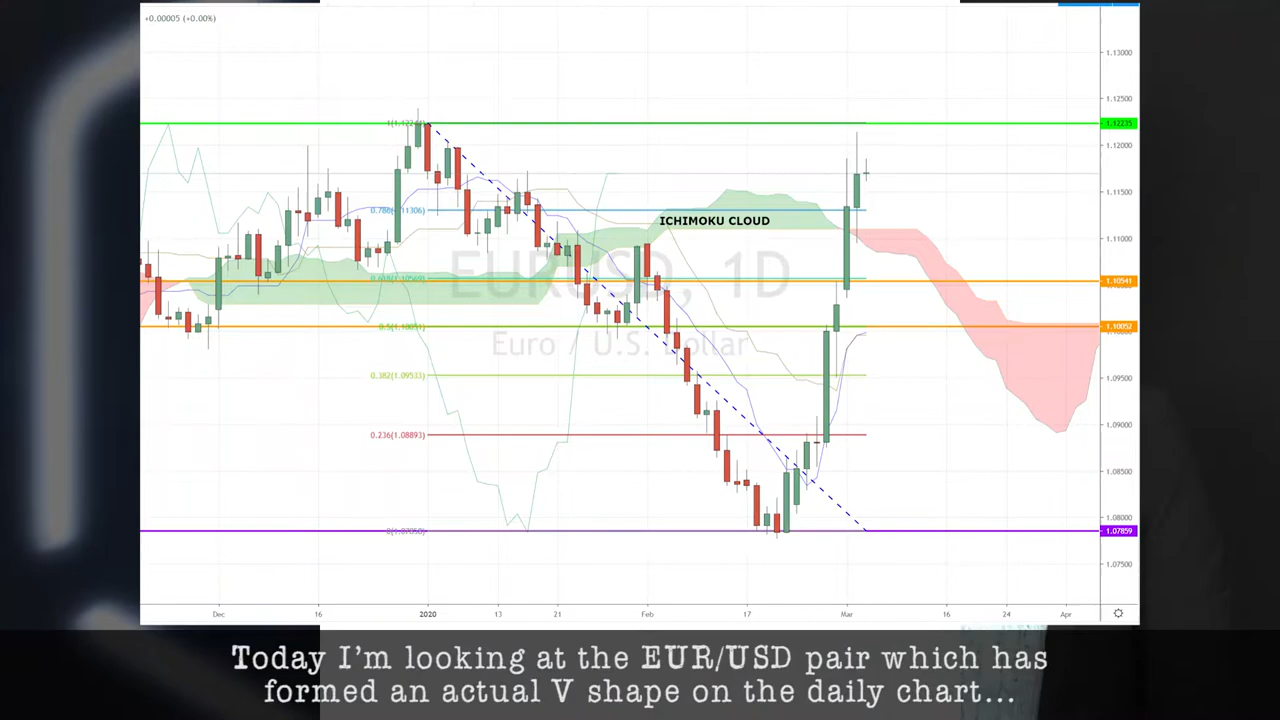 +0.00005 (+0.00%)
1.13000
1.12500
1.12235
1.12000
1.11500
0.786(1.11306)
ICHIMOKU CLOUD
1.11000
EURUSD, 1D
1.10541
1.10052
Euro / U.S. Dollar
0.382(1.09533)
1.09500
1.09000
0.236(1.08893)
1.08500
1.08000
1.07859
1.07500
Dec
16
2020
13
21
Feb
17
Mar
16
24
Apr
Today I'm looking at the EUR/USD pair which has
formed an actual V shape on the daily chart...